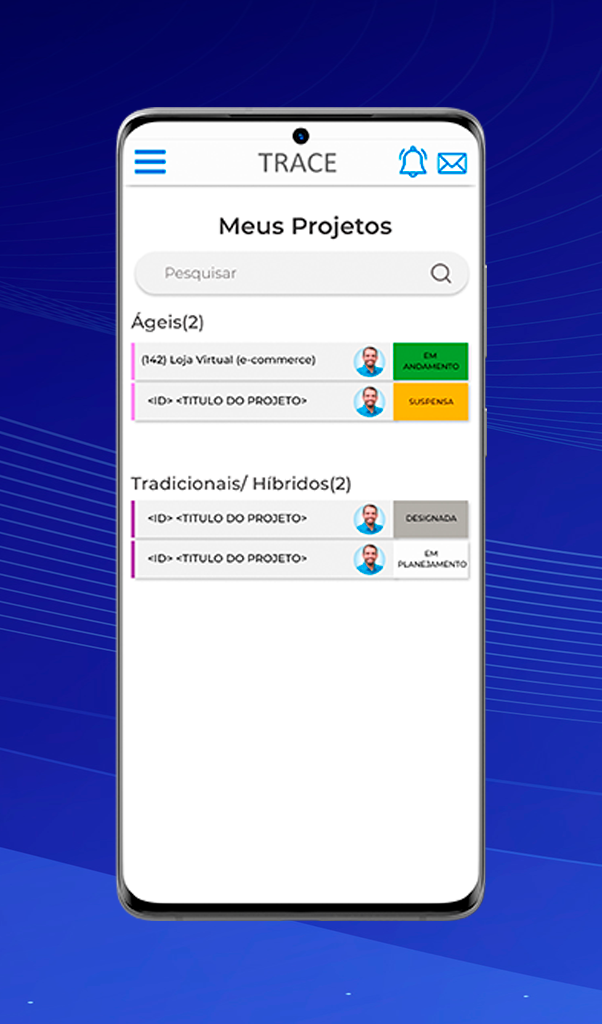 TRACE
Meus Projetos
Pesquisar
Ágeis(2)
(142) Loja Virtual (e-commerce)
EM
ANDAMENTO
<ID> <TITULO DO PROJETO>
SUSPENSA
Tradicionais/ Híbridos(2)
<ID> <TITULO DO PROJETO>
DESIGNADA
<ID> <TITULO DO PROJETO>
EM
PLANEJAMENTO